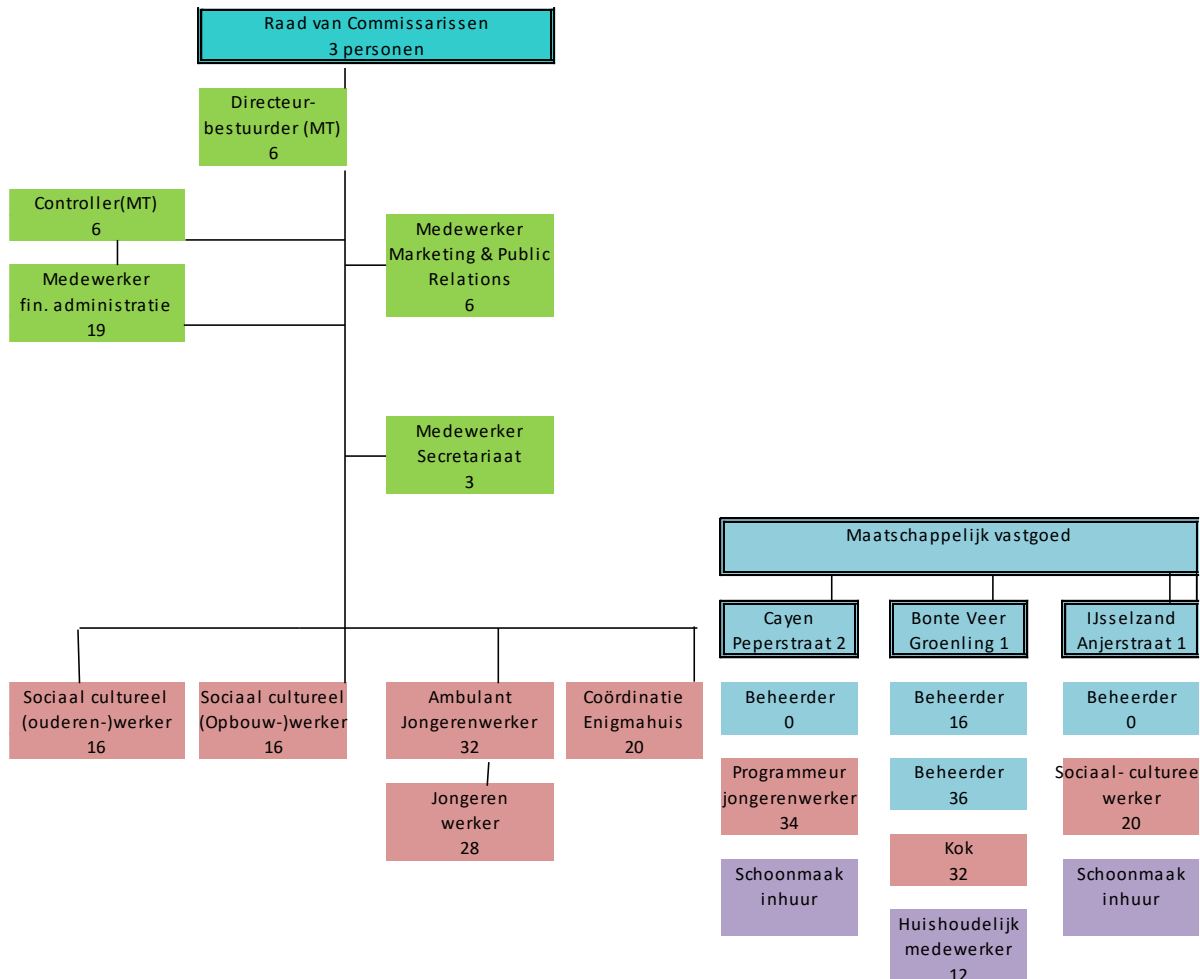 Raad van Commissarissen
3 personen
Directeur-
bestuurder (MT)
6
Controller(MT)
6
Medewerker
fin. administratie
19
Medewerker
Marketing & Public
Relations
6
Medewerker
Secretariaat
3
Sociaal cultureel
(ouderen-)werker
16
Sociaal cultureel
(Opbouw-)werker
16
Ambulant
Jongerenwerker
32
Coördinatie
Enigmahuis
20
Jongeren
werker
28
Maatschappelijk vastgoed
Cayen
Peperstraat 2
Beheerder
0
Programmeur
jongerenwerker
34
Schoonmaak
inhuur
Bonte Veer
Groenling 1
Beheerder
16
Beheerder
36
Kok
32
Huishoudelijk
medewerker
12
IJsselzand
Anjerstraat 1
Beheerder
0
Sociaal- cultureel
werker
20
Schoonmaak
inhuur